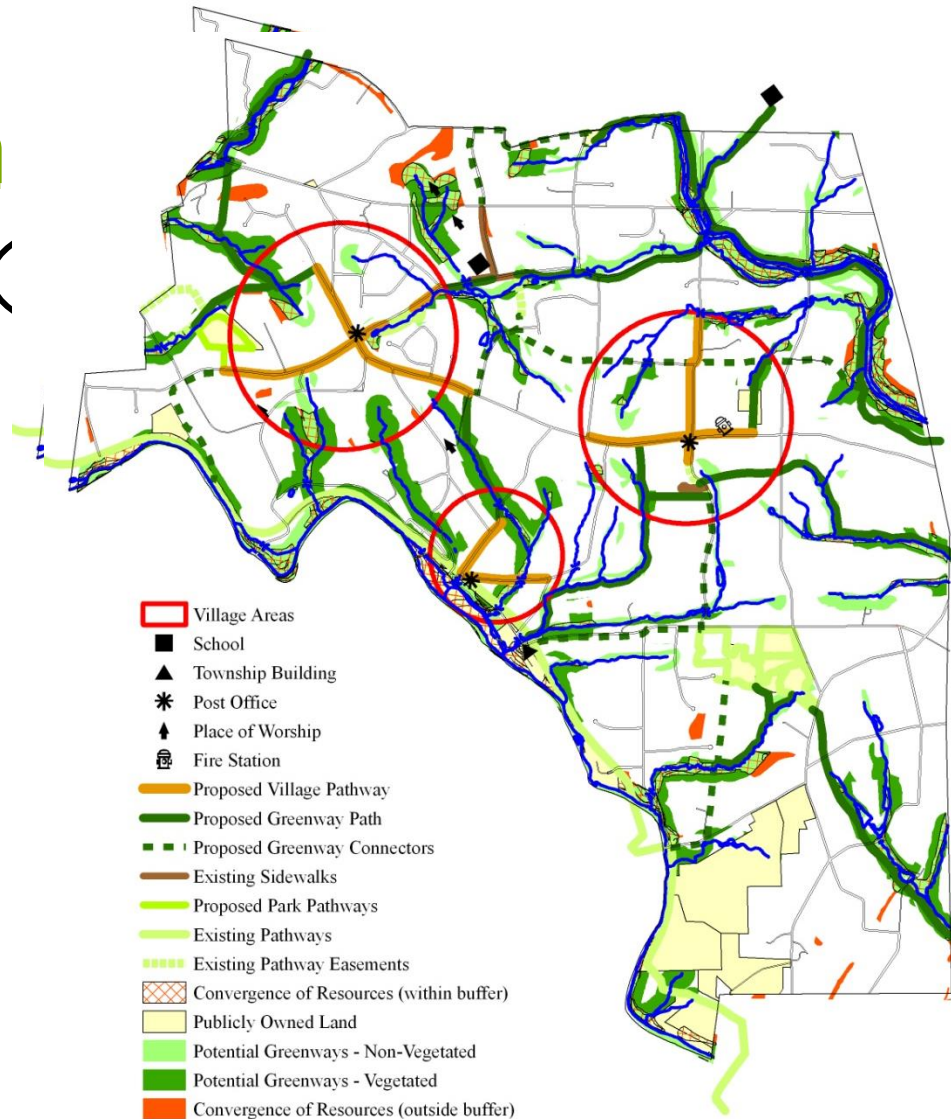 Village Areas
School
Township Building
Post Office
Place of Worship
Fire Station
Proposed Village Pathway
Proposed Greenway Path
Proposed Greenway Connectors
Existing Sidewalks
Proposed Park Pathways
Existing Pathways
Existing Pathway Easements
Convergence of Resources (within buffer)
Publicly Owned Land
Potential Greenways - Non-Vegetated
Potential Greenways - Vegetated
Convergence of Resources (outside buffer)